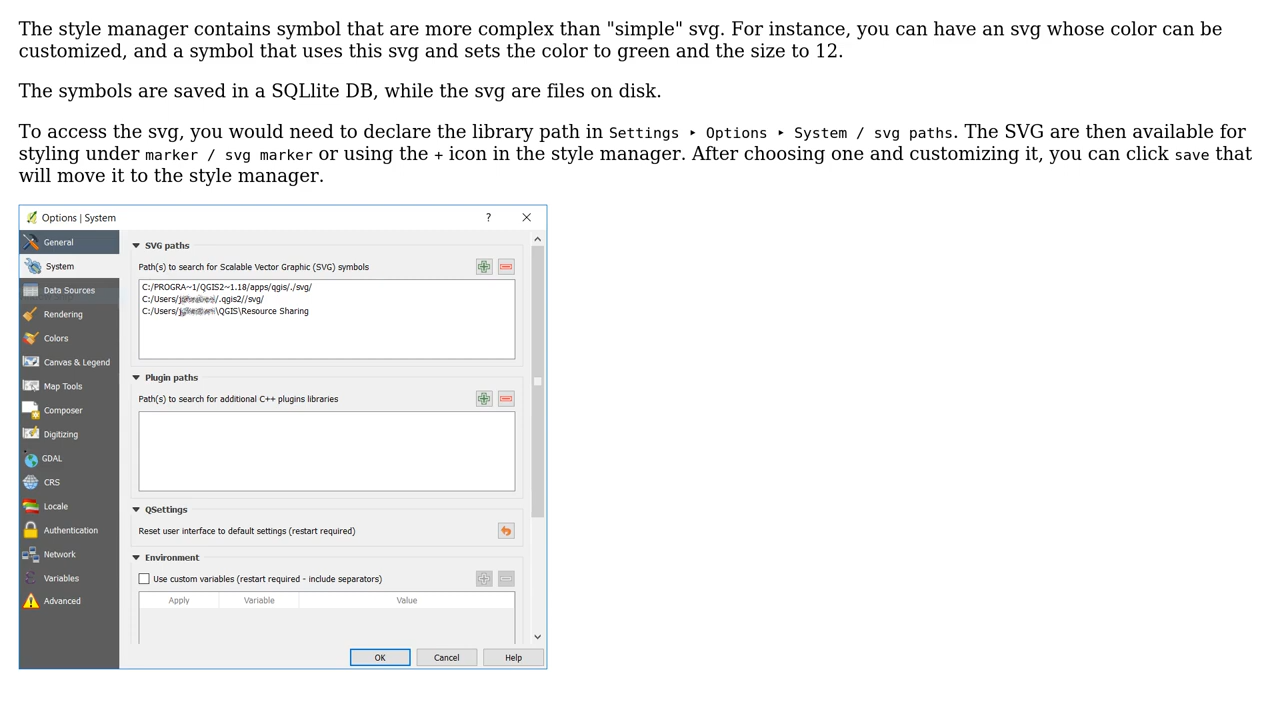 The style manager contains symbol that are more complex than "simple" svg. For instance, you can have an svg whose color can be
customized, and a symbol that uses this svg and sets the color to green and the size to 12.
The symbols are saved in a SQLlite DB, while the svg are files on disk.
To access the svg, you would need to declare the library path in Settings ‣ Options ‣ System / svg paths. The SVG are then available for
styling under marker / svg marker or using the + icon in the style manager. After choosing one and customizing it, you can click save that
will move it to the style manager.
Options | System
General
System
Data Sources
Rendering
Colors
Canvas & Legend
Map Tools
Composer
Digitizing
GDAL
CRS
Locale
Authentication
Network
Variables
Advanced
SVG paths
Path(s) to search for Scalable Vector Graphic (SVG) symbols
C:/PROGRA~1/QGIS2~1.18/apps/qgis/./svg/
C:/Users/ /.qgis2//svg/
C:/Users/ \QGIS\Resource Sharing
Plugin paths
Path(s) to search for additional C++ plugins libraries
QSettings
Reset user interface to default settings (restart required)
Environment
Use custom variables (restart required - include separators)
Apply Variable Value
OK Cancel Help